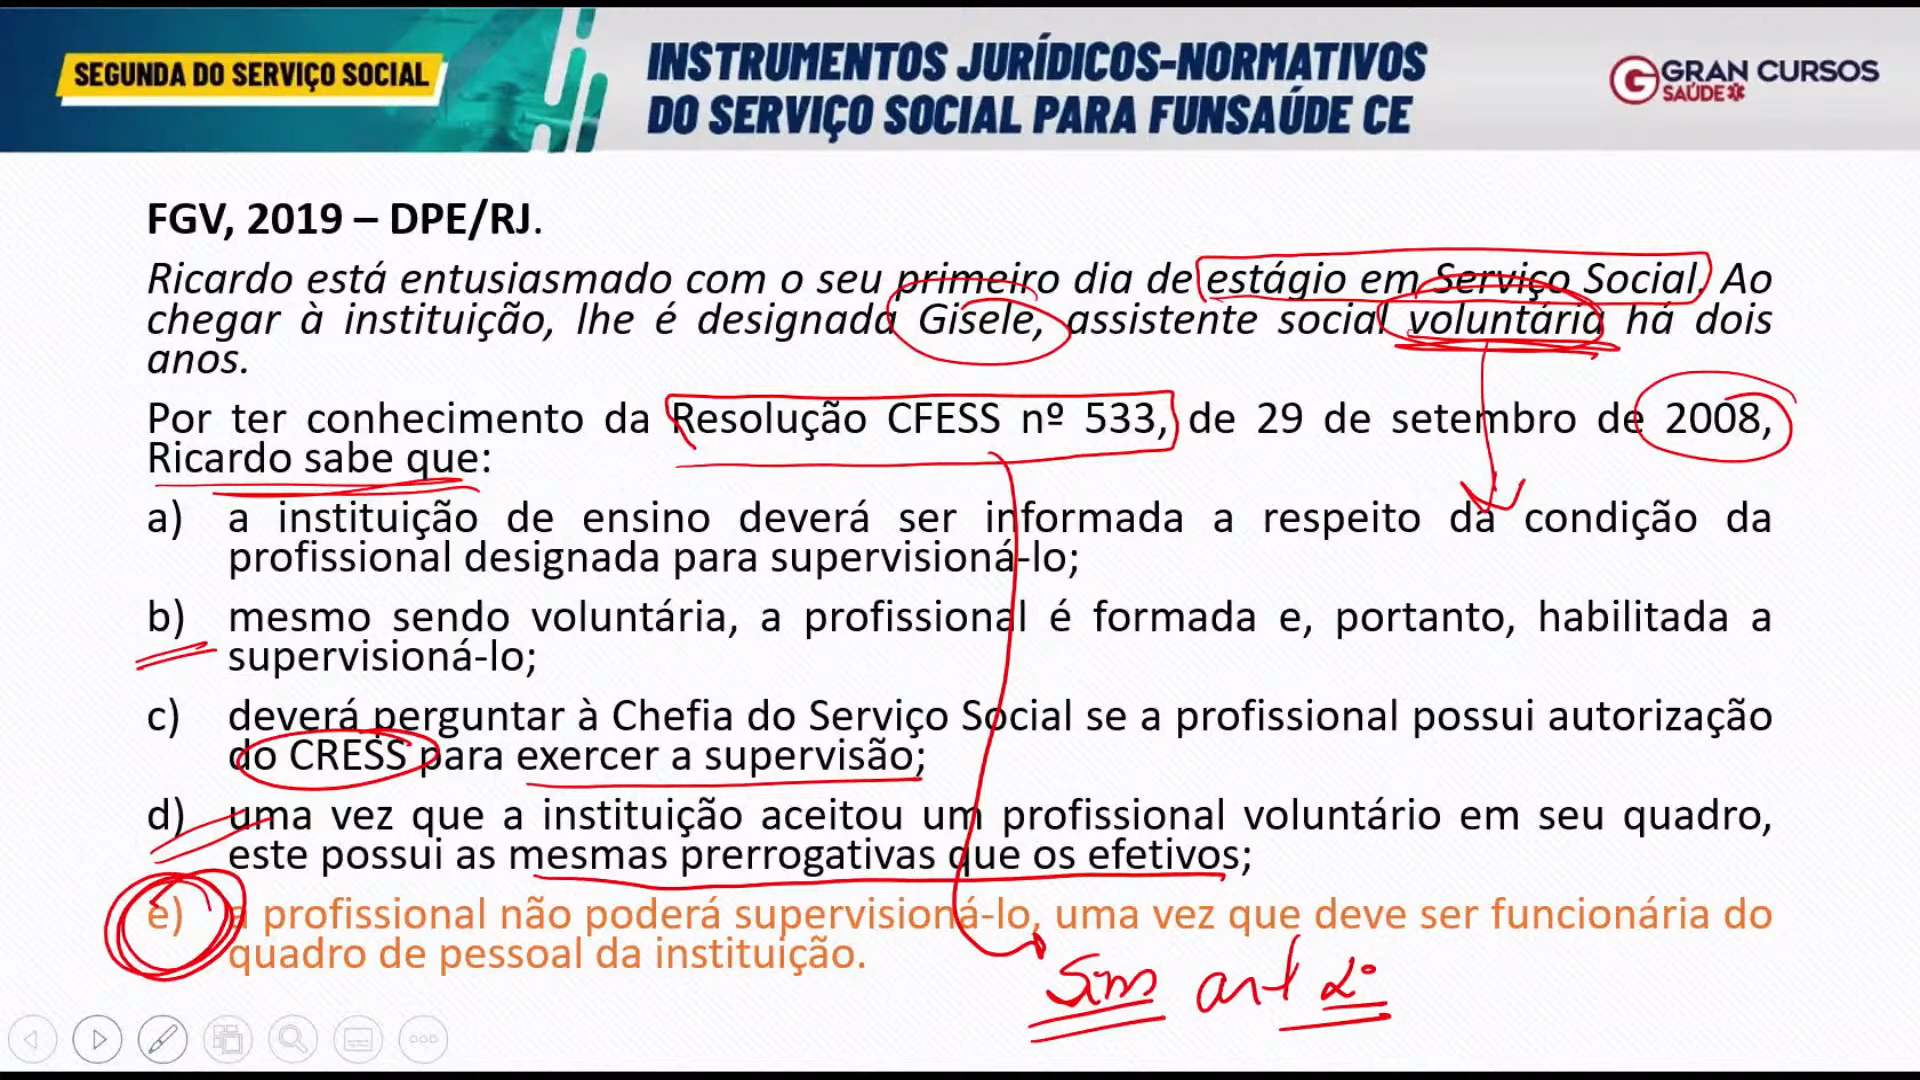 SEGUNDA DO SERVIÇO SOCIAL
INSTRUMENTOS JURÍDICOS-NORMATIVOS
DO SERVIÇO SOCIAL PARA FUNSAÚDE CE
GRAN CURSOS
SAÚDE
FGV, 2019 – DPE/RJ.
Ricardo está entusiasmado com o seu primeiro dia de estágio em Serviço Social. Ao
chegar à instituição, lhe é designada Gisele, assistente social voluntária há dois
anos.
Por ter conhecimento da Resolução CFESS nº 533, de 29 de setembro de 2008,
Ricardo sabe que:
a) a instituição de ensino deverá ser informada a respeito da condição da
profissional designada para supervisioná-lo;
b) mesmo sendo voluntária, a profissional é formada e, portanto, habilitada a
supervisioná-lo;
c) deverá perguntar à Chefia do Serviço Social se a profissional possui autorização
do CRESS para exercer a supervisão;
d) uma vez que a instituição aceitou um profissional voluntário em seu quadro,
este possui as mesmas prerrogativas que os efetivos;
e) a profissional não poderá supervisioná-lo, uma vez que deve ser funcionária do
quadro de pessoal da instituição.
Sim art 2º